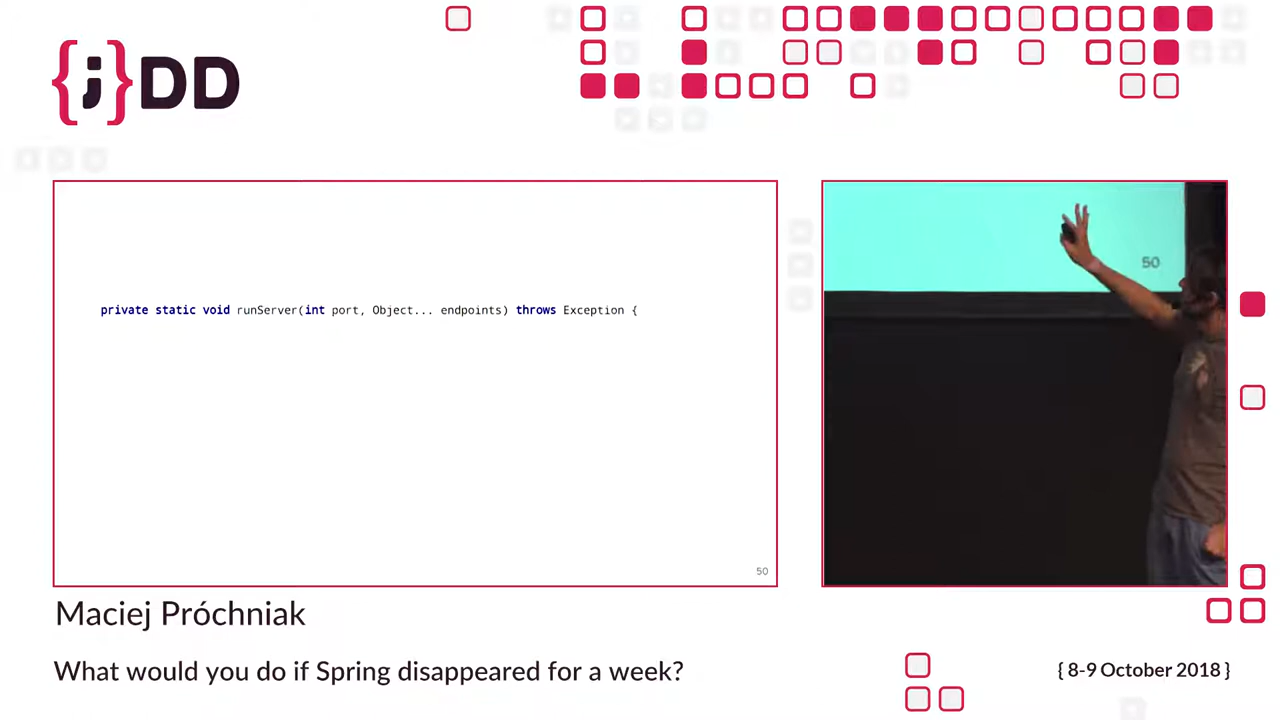 {j}DD
private static void runServer(int port, Object... endpoints) throws Exception {
50
50
Maciej Próchniak
What would you do if Spring disappeared for a week?
{ 8-9 October 2018 }